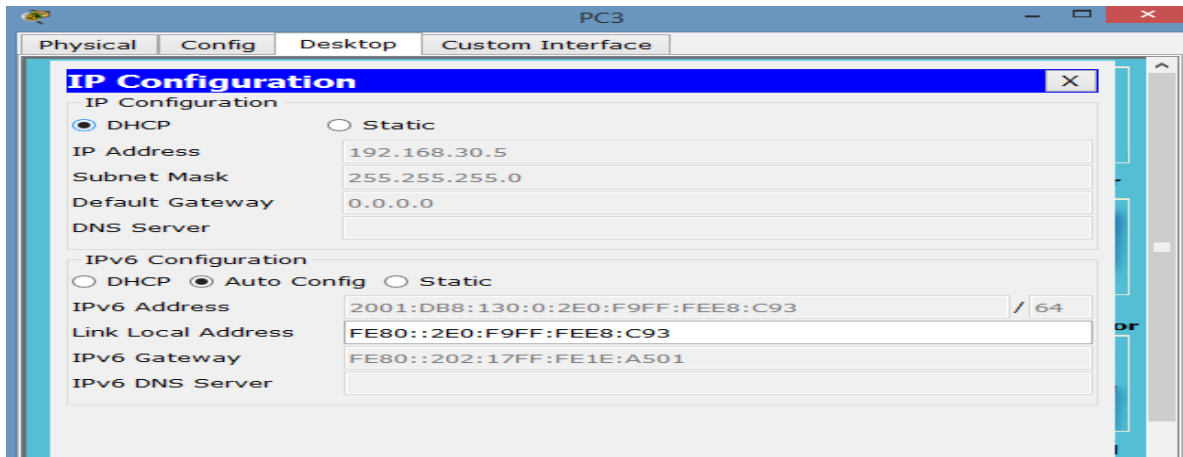 PC3
Physical Config Desktop Custom Interface
IP Configuration X
IP Configuration
DHCP Static
IP Address 192.168.30.5
Subnet Mask 255.255.255.0
Default Gateway 0.0.0.0
DNS Server
IPv6 Configuration
DHCP Auto Config Static
IPv6 Address 2001:DB8:130:0:2E0:F9FF:FEE8:C93 / 64
Link Local Address FE80::2E0:F9FF:FEE8:C93
IPv6 Gateway FE80::202:17FF:FE1E:A501
IPv6 DNS Server
or